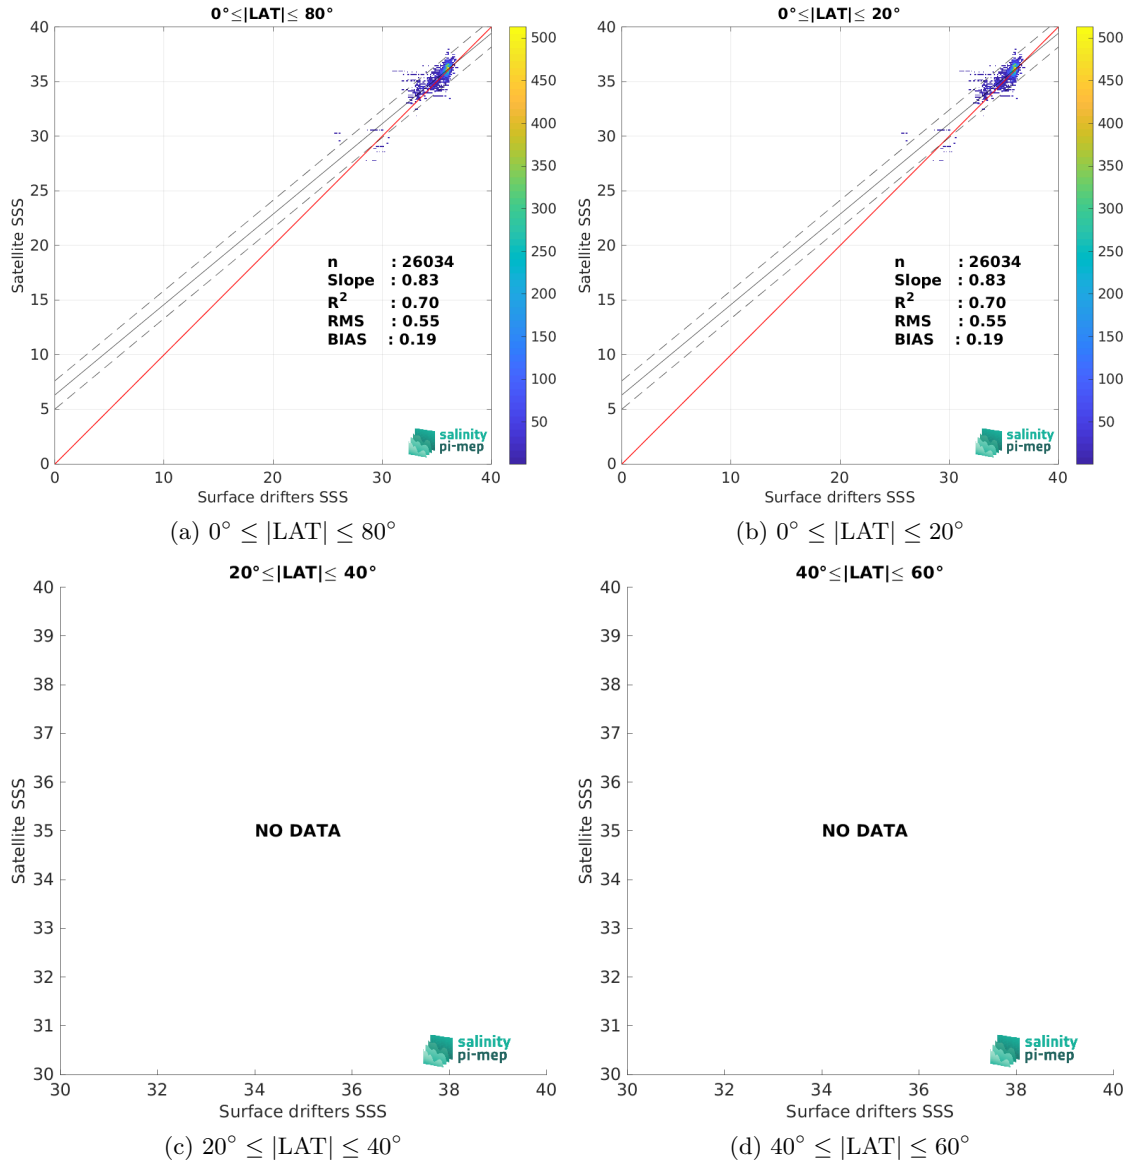 0°≤|LAT|≤ 80°
40
35
30
25
20
15
10
5
0
Satellite SSS
0
10
20
30
40
Surface drifters SSS
500
450
400
350
300
250
200
150
100
50
n : 26034
Slope : 0.83
R2 : 0.70
RMS : 0.55
BIAS : 0.19
salinity
pi-mep
(a) 0° ≤ |LAT| ≤ 80°
0°≤|LAT|≤ 20°
40
35
30
25
20
15
10
5
0
Satellite SSS
0
10
20
30
40
Surface drifters SSS
500
450
400
350
300
250
200
150
100
50
n : 26034
Slope : 0.83
R2 : 0.70
RMS : 0.55
BIAS : 0.19
salinity
pi-mep
(b) 0° ≤ |LAT| ≤ 20°
20°≤|LAT|≤ 40°
40
39
38
37
36
35
34
33
32
31
30
Satellite SSS
NO DATA
salinity
pi-mep
30
32
34
36
38
40
Surface drifters SSS
(c) 20° ≤ |LAT| ≤ 40°
40°≤|LAT|≤ 60°
40
39
38
37
36
35
34
33
32
31
30
Satellite SSS
NO DATA
salinity
pi-mep
30
32
34
36
38
40
Surface drifters SSS
(d) 40° ≤ |LAT| ≤ 60°